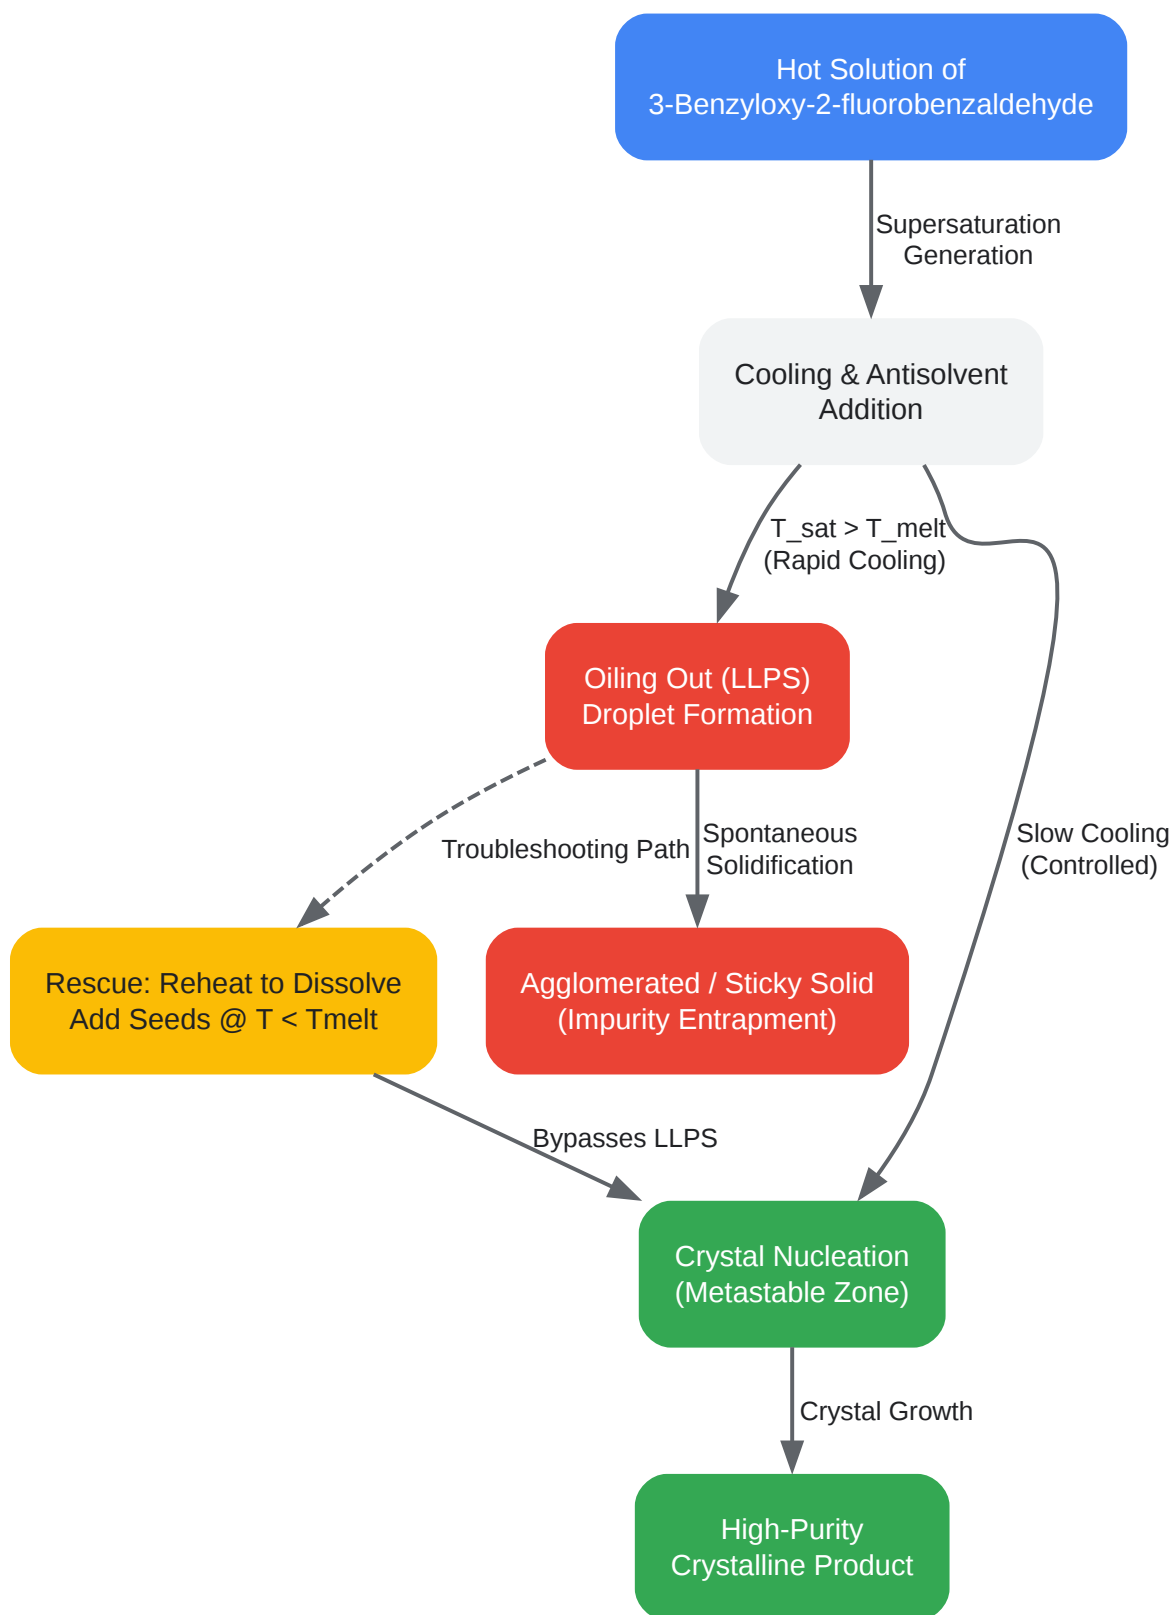 Hot Solution of
3-Benzyloxy-2-fluorobenzaldehyde
Supersaturation
Generation
Cooling & Antisolvent
Addition
T_sat > T_melt
(Rapid Cooling)
Oiling Out (LLPS)
Droplet Formation
Troubleshooting Path
Spontaneous
Solidification
Slow Cooling
(Controlled)
Rescue: Reheat to Dissolve
Add Seeds @ T < Tmelt
Agglomerated / Sticky Solid
(Impurity Entrapment)
Bypasses LLPS
Crystal Nucleation
(Metastable Zone)
Crystal Growth
High-Purity
Crystalline Product